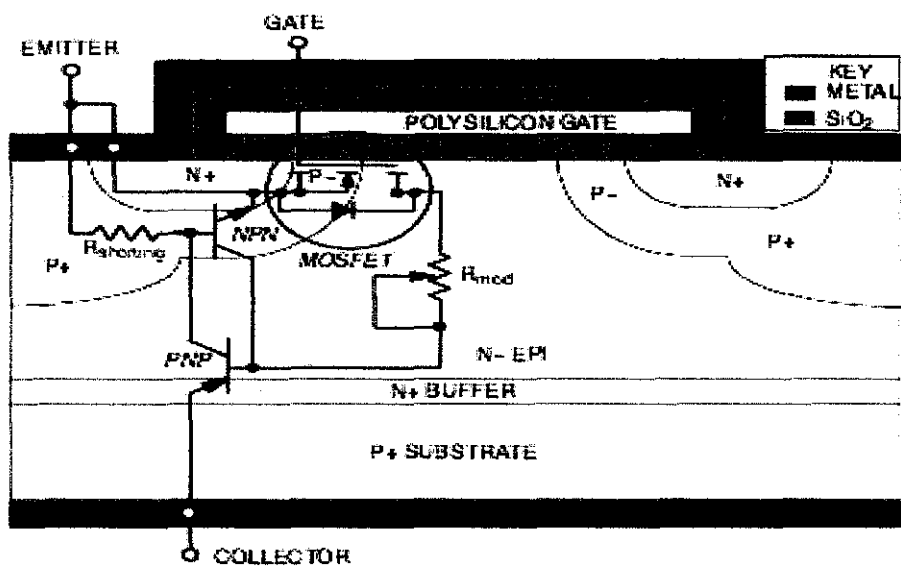 GATE
EMITTER
KEY
METAL
SiO2
POLYSILICON GATE
N+
P-
N+
P-
NPN
MOSFET
Rshorting
P+
P+
Rmod
PNP
N- EPI
N+ BUFFER
P+ SUBSTRATE
COLLECTOR